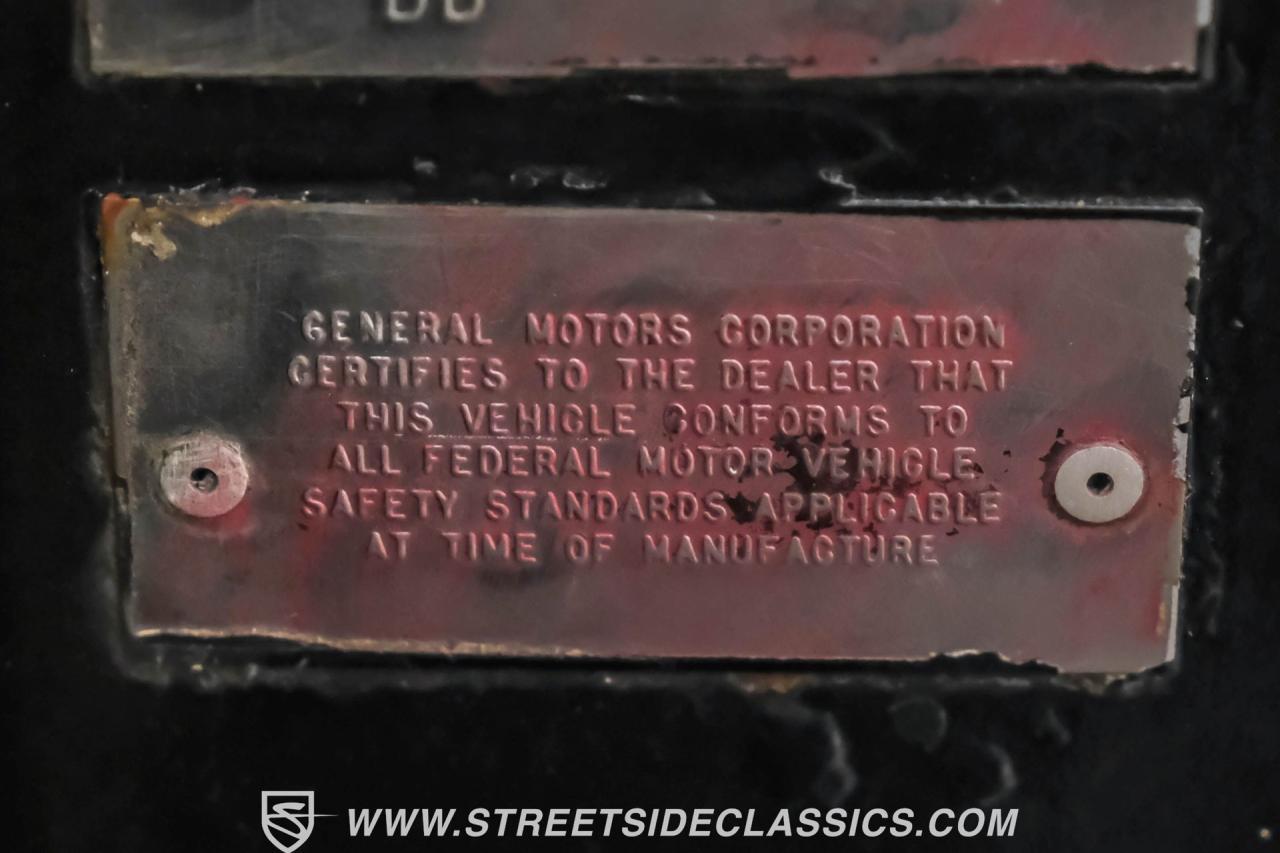 GENERAL MOTORS CORPORATION
CERTIFIES TO THE DEALER THAT
THIS VEHICLE CONFORMS TO
ALL FEDERAL MOTOR VEHICLE
SAFETY STANDARDS APPLICABLE
AT TIME OF MANUFACTURE
WWW.STREETSIDECLASSICS.COM